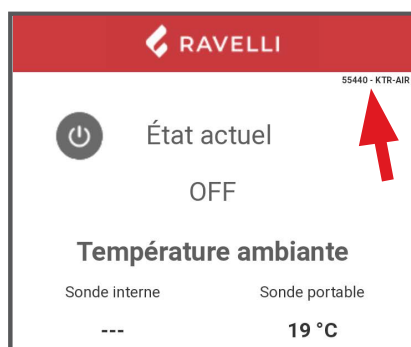 RAVELLI
55440 - KTR-AIR
État actuel
OFF
Température ambiante
Sonde interne Sonde portable
--- 19 °C